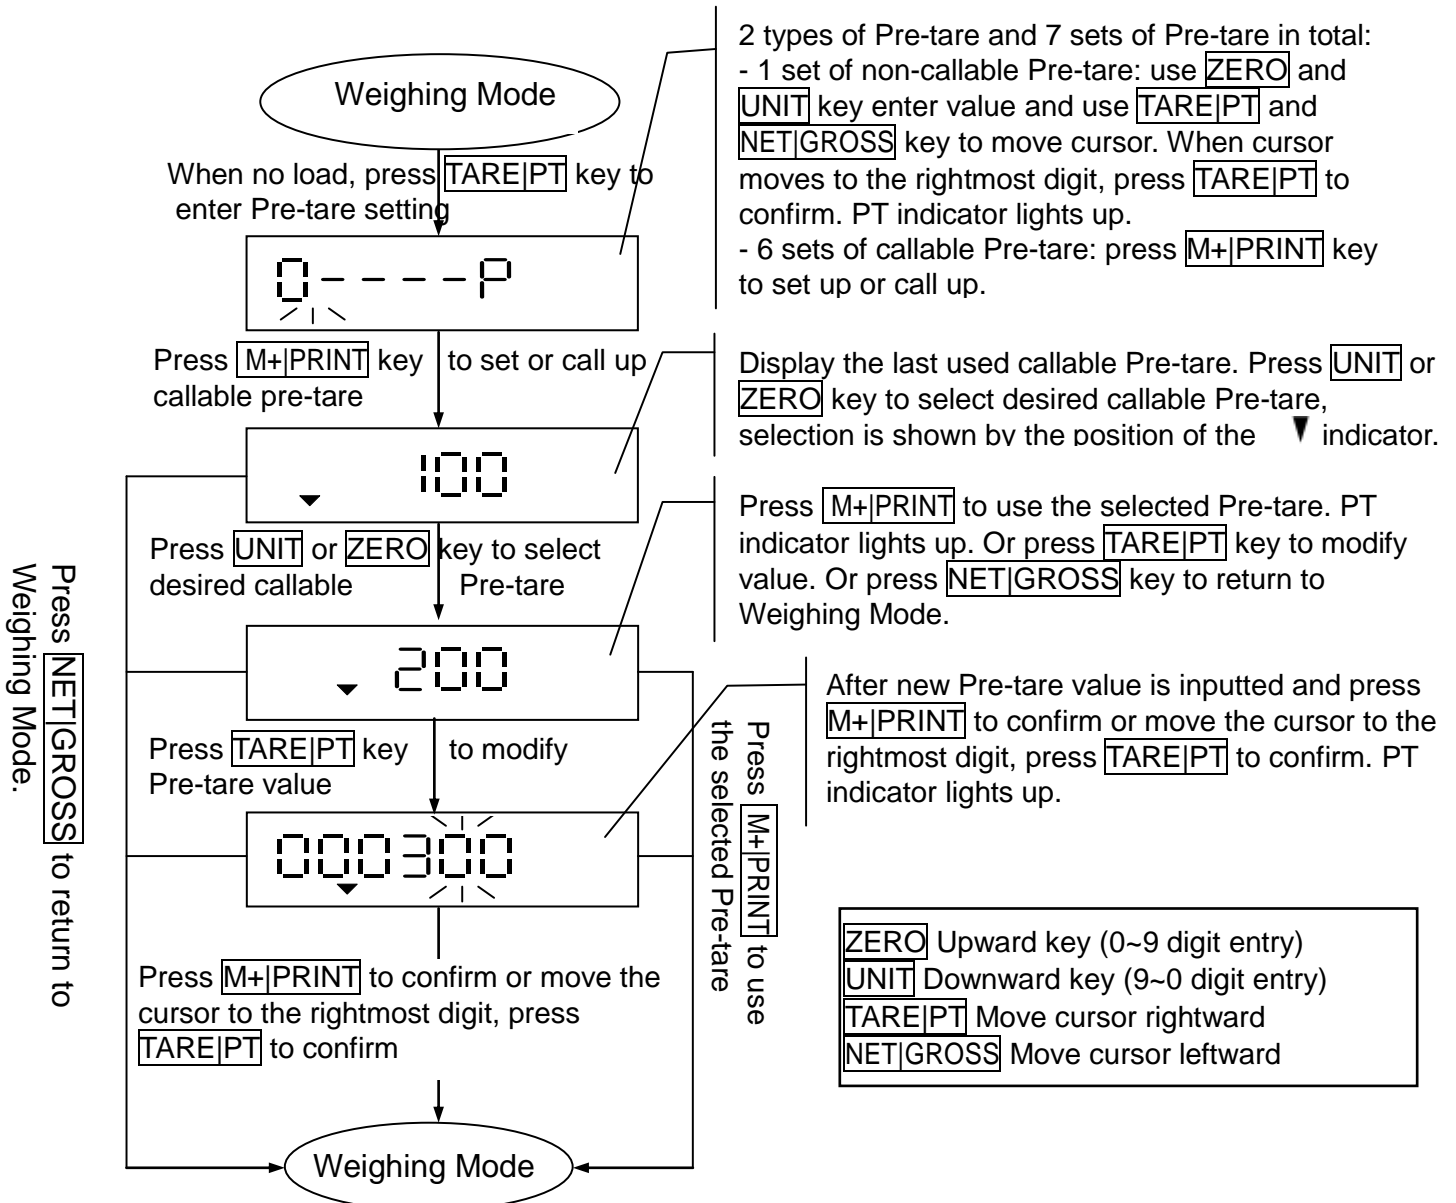 Weighing Mode
When no load, press TARE|PT key to
enter Pre-tare setting
0----P
Press M+|PRINT key to set or call up
callable pre-tare
100
Press UNIT or ZERO key to select
desired callable Pre-tare
200
Press TARE|PT key to modify
Pre-tare value
000300
Press M+|PRINT to confirm or move the
cursor to the rightmost digit, press
TARE|PT to confirm
Weighing Mode
Press NET|GROSS to return to
Weighing Mode.
Press M+|PRINT to use
the selected Pre-tare
2 types of Pre-tare and 7 sets of Pre-tare in total:
- 1 set of non-callable Pre-tare: use ZERO and
UNIT key enter value and use TARE|PT and
NET|GROSS key to move cursor. When cursor
moves to the rightmost digit, press TARE|PT to
confirm. PT indicator lights up.
- 6 sets of callable Pre-tare: press M+|PRINT key
to set up or call up.
Display the last used callable Pre-tare. Press UNIT or
ZERO key to select desired callable Pre-tare,
selection is shown by the position of the ▼ indicator.
Press M+|PRINT to use the selected Pre-tare. PT
indicator lights up. Or press TARE|PT key to modify
value. Or press NET|GROSS key to return to
Weighing Mode.
After new Pre-tare value is inputted and press
M+|PRINT to confirm or move the cursor to the
rightmost digit, press TARE|PT to confirm. PT
indicator lights up.
ZERO Upward key (0~9 digit entry)
UNIT Downward key (9~0 digit entry)
TARE|PT Move cursor rightward
NET|GROSS Move cursor leftward